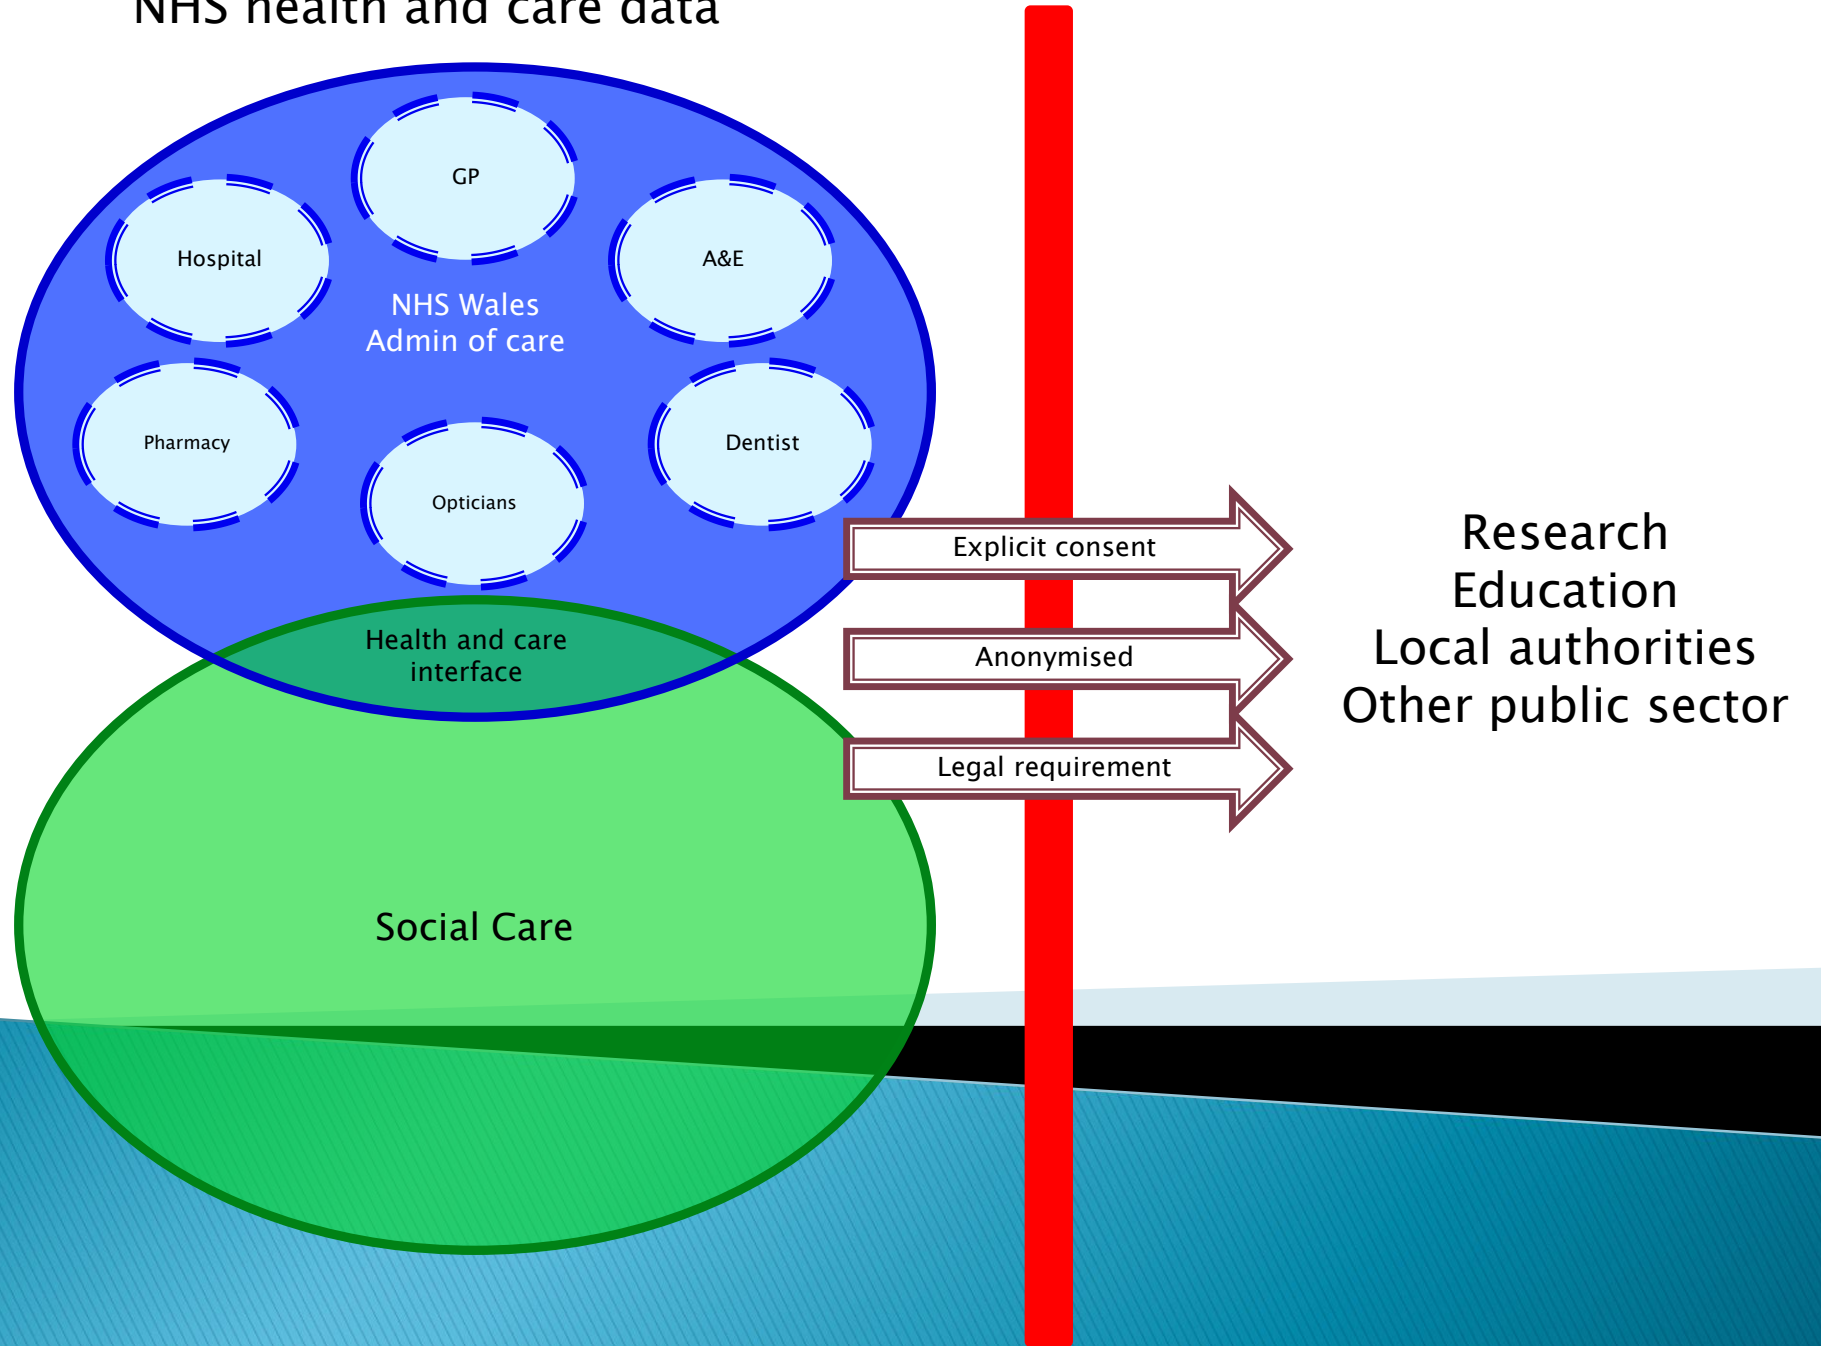 NHS health and care data
GP
Hospital
A&E
NHS Wales
Admin of care
Pharmacy
Dentist
Opticians
Explicit consent
Health and care
interface
Anonymised
Legal requirement
Research
Education
Local authorities
Other public sector
Social Care